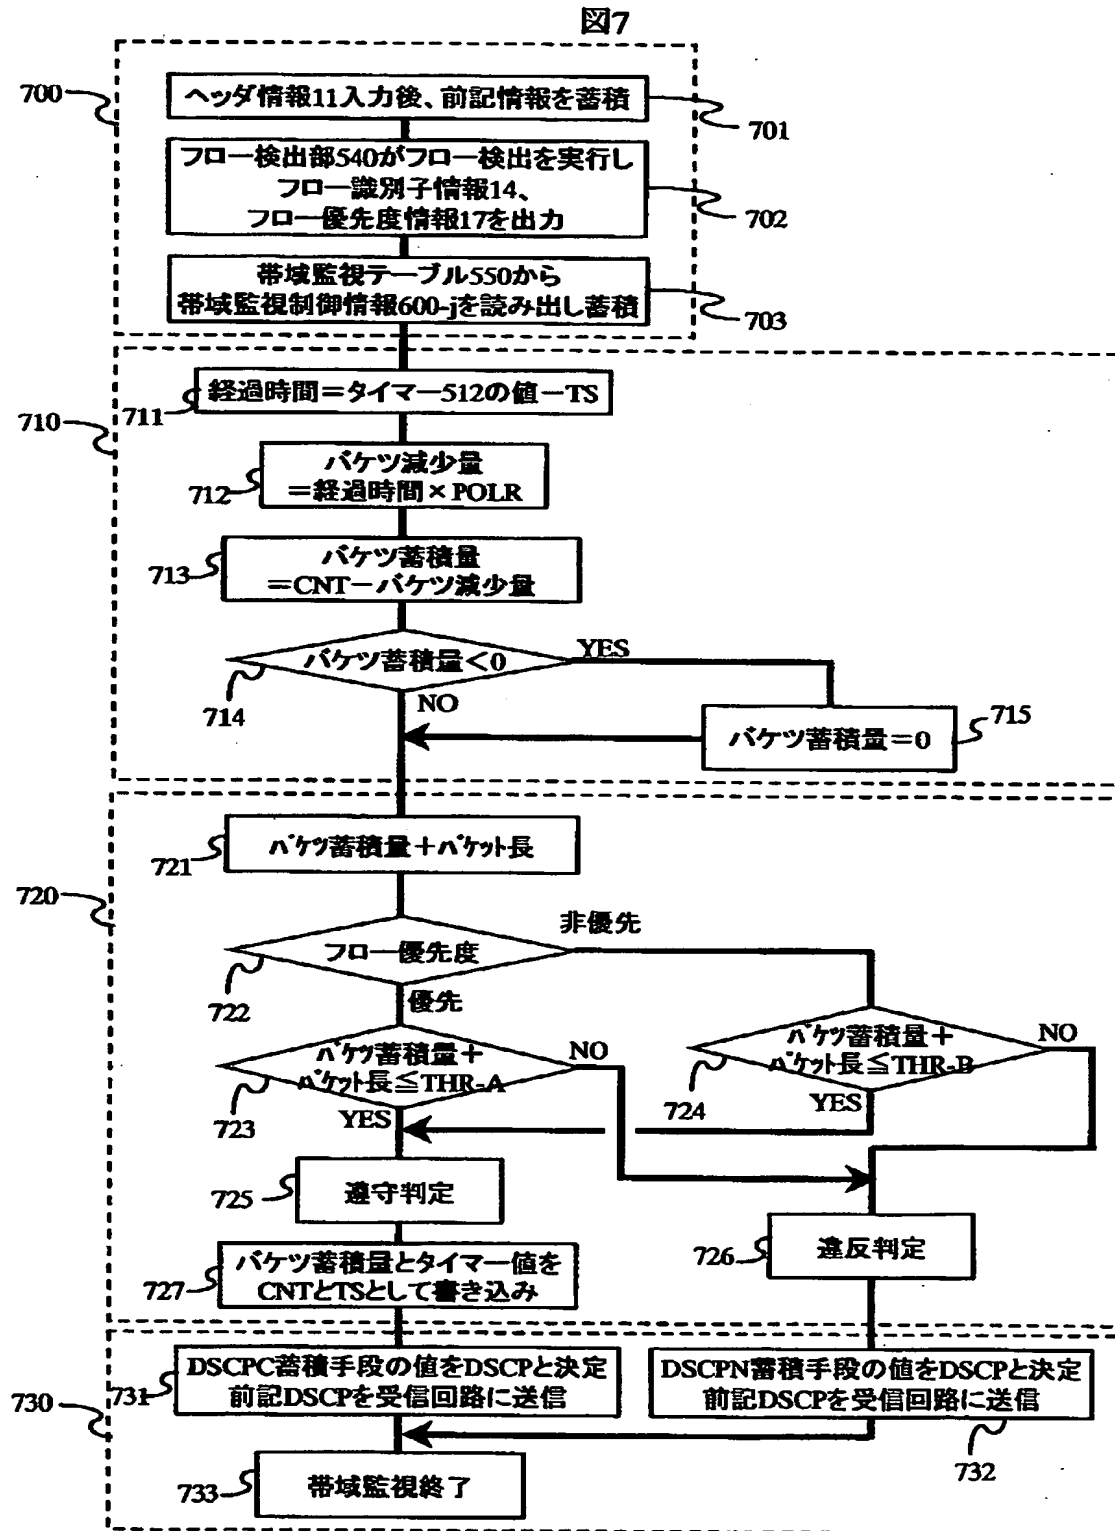 図7
700
ヘッダ情報11入力後、前記情報を蓄積
701
フロー検出部540がフロー検出を実行し
フロー識別子情報14、
フロー優先度情報17を出力
702
帯域監視テーブル550から
帯域監視制御情報600-jを読み出し蓄積
703
710
経過時間＝タイマー512の値－TS
711
バケツ減少量
＝経過時間×POLR
712
バケツ蓄積量
＝CNT－バケツ減少量
713
バケツ蓄積量＜0
YES
714
NO
バケツ蓄積量＝0
715
720
バケツ蓄積量＋パケット長
721
フロー優先度
非優先
722
優先
バケツ蓄積量＋
パケット長≦THR-A
NO
723
YES
バケツ蓄積量＋
パケット長≦THR-B
NO
724
YES
遵守判定
725
違反判定
726
バケツ蓄積量とタイマー値を
CNTとTSとして書き込み
727
730
DSCPC蓄積手段の値をDSCPと決定
前記DSCPを受信回路に送信
731
DSCPN蓄積手段の値をDSCPと決定
前記DSCPを受信回路に送信
732
帯域監視終了
733